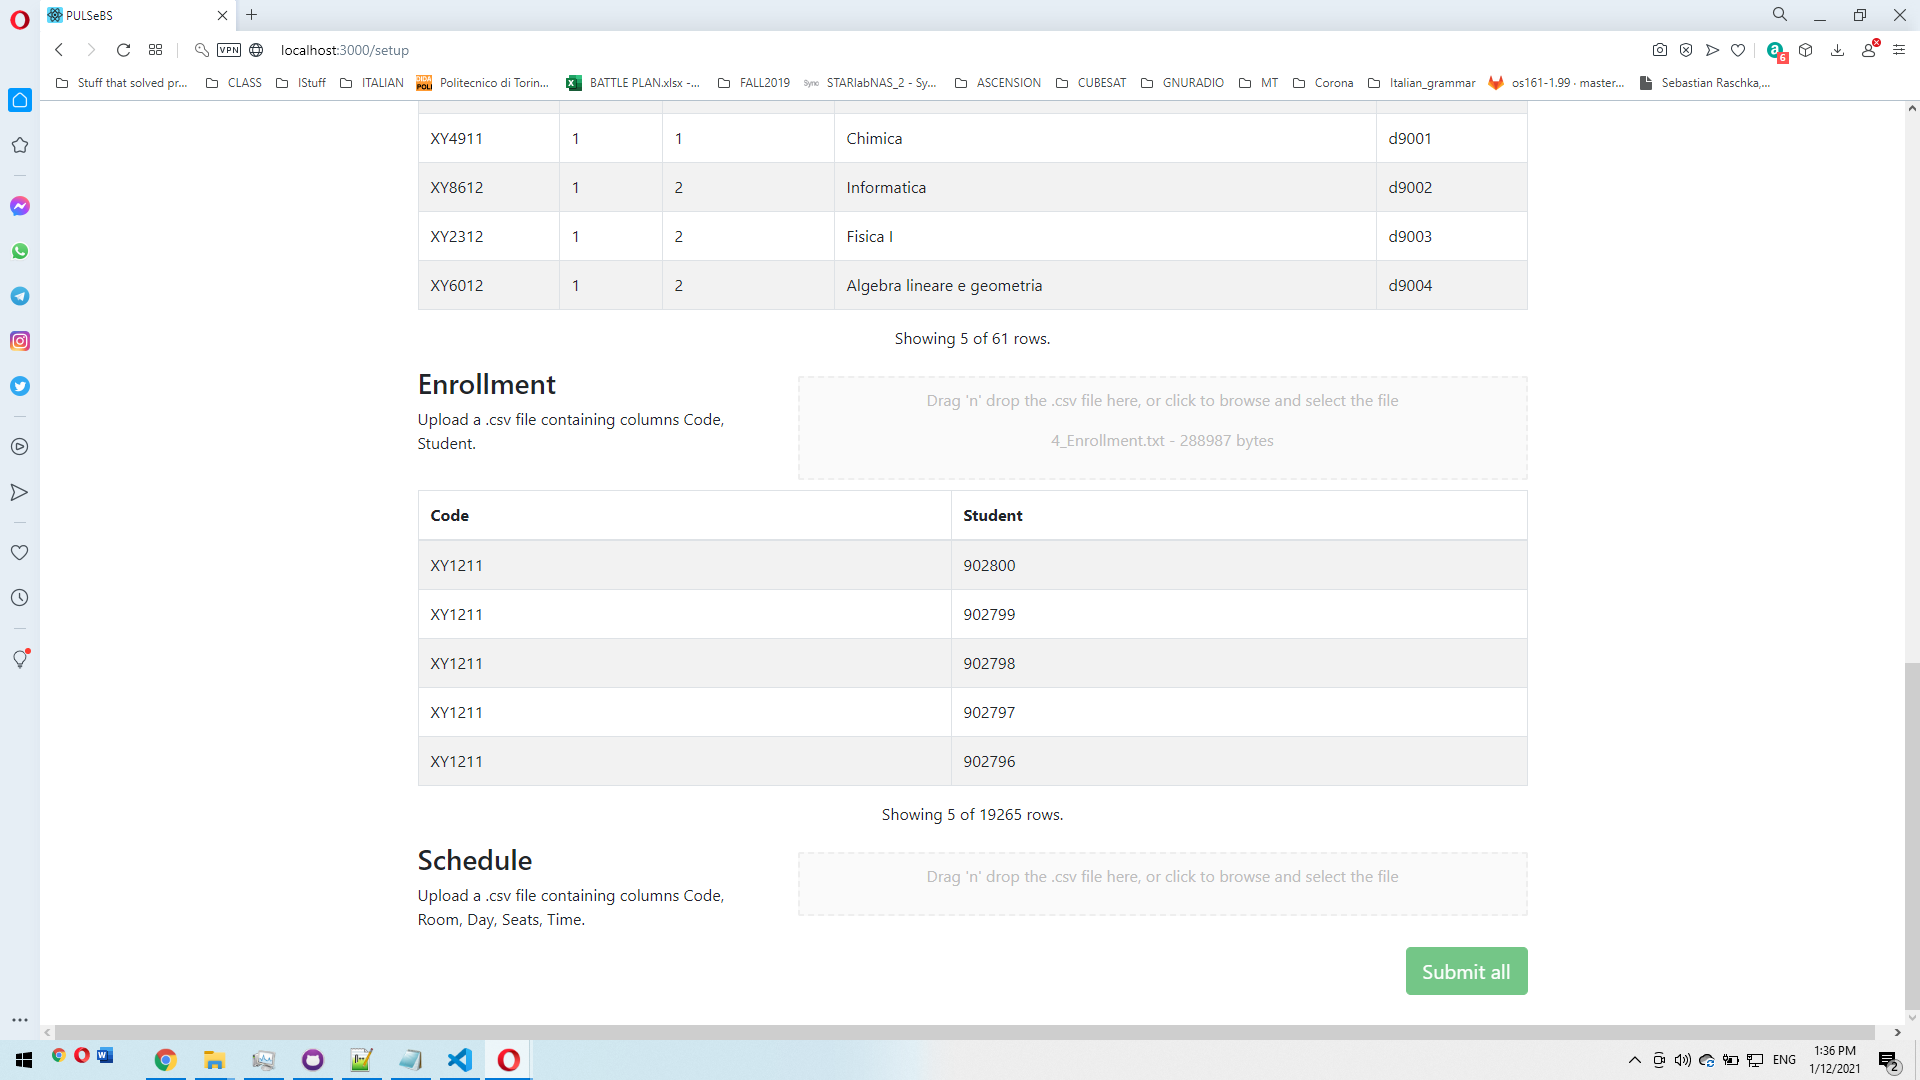 PULSeBS
VPN
localhost:3000/setup
a
6
Stuff that solved pr...
CLASS
IStuff
ITALIAN
DIDA
POLI
Politecnico di Torin...
BATTLE PLAN.xlsx -...
FALL2019
Sync
STARlabNAS_2 - Sy...
ASCENSION
CUBESAT
GNURADIO
MT
Corona
Italian_grammar
os161-1.99 · master...
Sebastian Raschka,...
XY4911 1 1 Chimica d9001
XY8612 1 2 Informatica d9002
XY2312 1 2 Fisica I d9003
XY6012 1 2 Algebra lineare e geometria d9004
Showing 5 of 61 rows.
Enrollment
Upload a .csv file containing columns Code,
Student.
Drag 'n' drop the .csv file here, or click to browse and select the file
4_Enrollment.txt - 288987 bytes
Code Student
XY1211 902800
XY1211 902799
XY1211 902798
XY1211 902797
XY1211 902796
Showing 5 of 19265 rows.
Schedule
Upload a .csv file containing columns Code,
Room, Day, Seats, Time.
Drag 'n' drop the .csv file here, or click to browse and select the file
Submit all
ENG
1:36 PM
1/12/2021
2